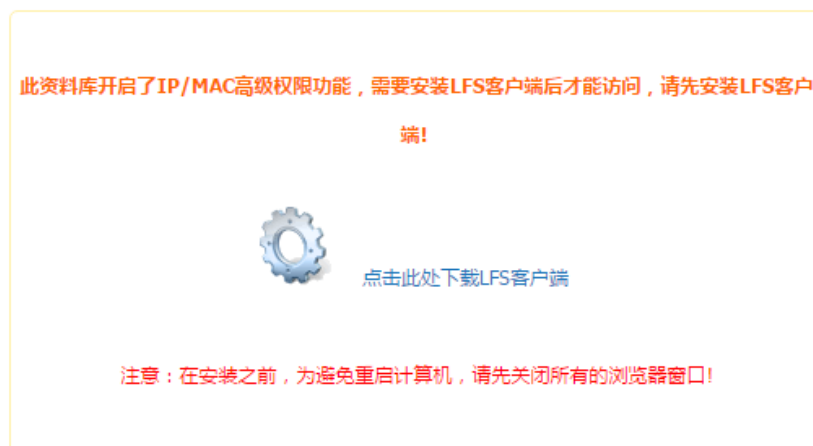 此资料库开启了IP/MAC高级权限功能，需要安装LFS客户端后才能访问，请先安装LFS客户
端!
点击此处下载LFS客户端
注意：在安装之前，为避免重启计算机，请先关闭所有的浏览器窗口!